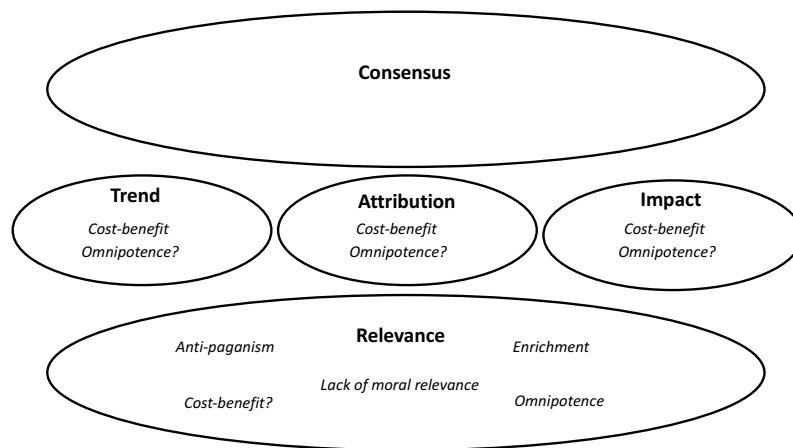 Consensus
Trend
Cost-benefit
Omnipotence?
Attribution
Cost-benefit
Omnipotence?
Impact
Cost-benefit
Omnipotence?
Relevance
Anti-paganism
Enrichment
Lack of moral relevance
Cost-benefit?
Omnipotence